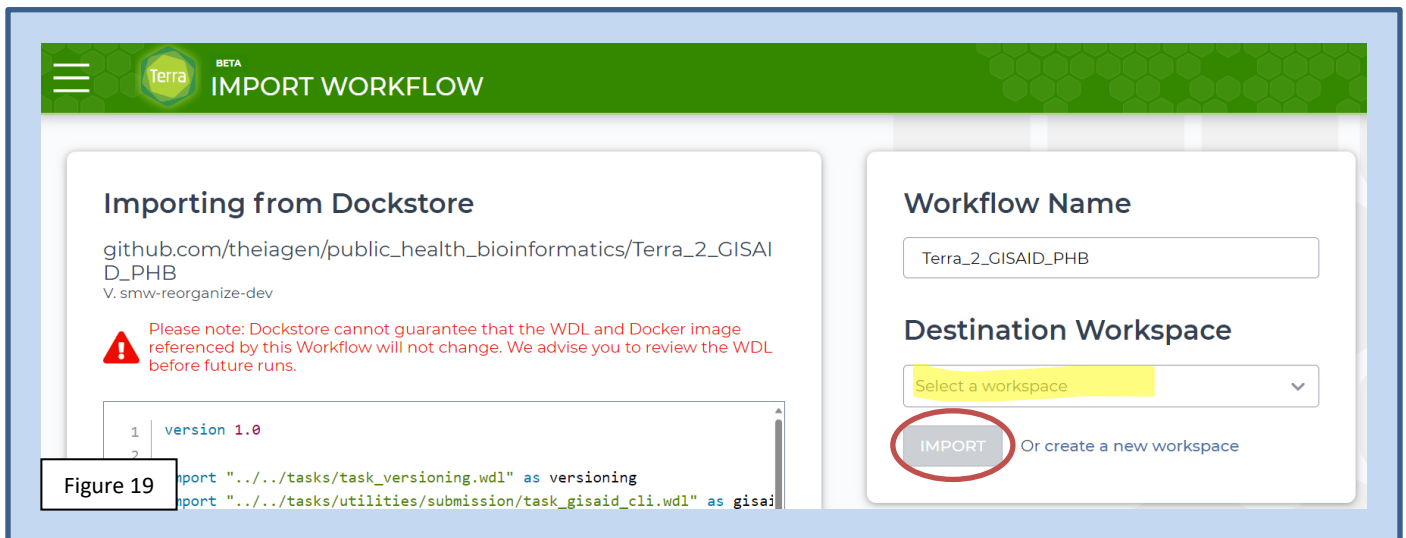 Terra
BETA
IMPORT WORKFLOW
Importing from Dockstore
github.com/theiagen/public_health_bioinformatics/Terra_2_GISAI
D_PHB
V. smw-reorganize-dev
Please note: Dockstore cannot guarantee that the WDL and Docker image
referenced by this Workflow will not change. We advise you to review the WDL
before future runs.
1 version 1.0
2
mport "../../tasks/task_versioning.wdl" as versioning
mport "../../tasks/utilities/submission/task_gisaid_cli.wdl" as gisai
Figure 19
Workflow Name
Terra_2_GISAID_PHB
Destination Workspace
Select a workspace
IMPORT Or create a new workspace